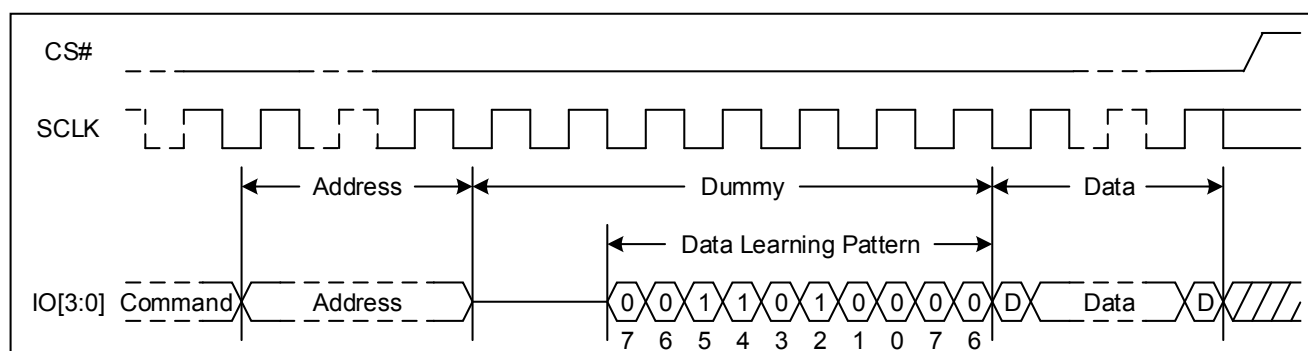 CS#
SCLK
Address Dummy Data
Data Learning Pattern
IO[3:0] Command Address 0 0 1 1 0 1 0 0 0 0 D Data D
7 6 5 4 3 2 1 0 7 6